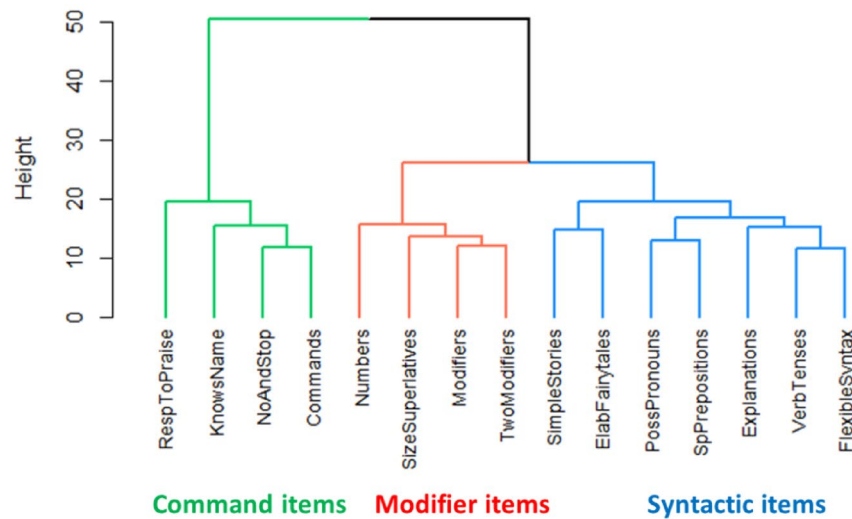 50
40
30
20
10
0
Height
RespToPraise
KnowsName
NoAndStop
Commands
Numbers
SizeSuperlatives
Modifiers
TwoModifiers
SimpleStories
ElabFairytales
PossPronouns
SpPrepositions
Explanations
VerbTenses
FlexibleSyntax
Command items Modifier items Syntactic items